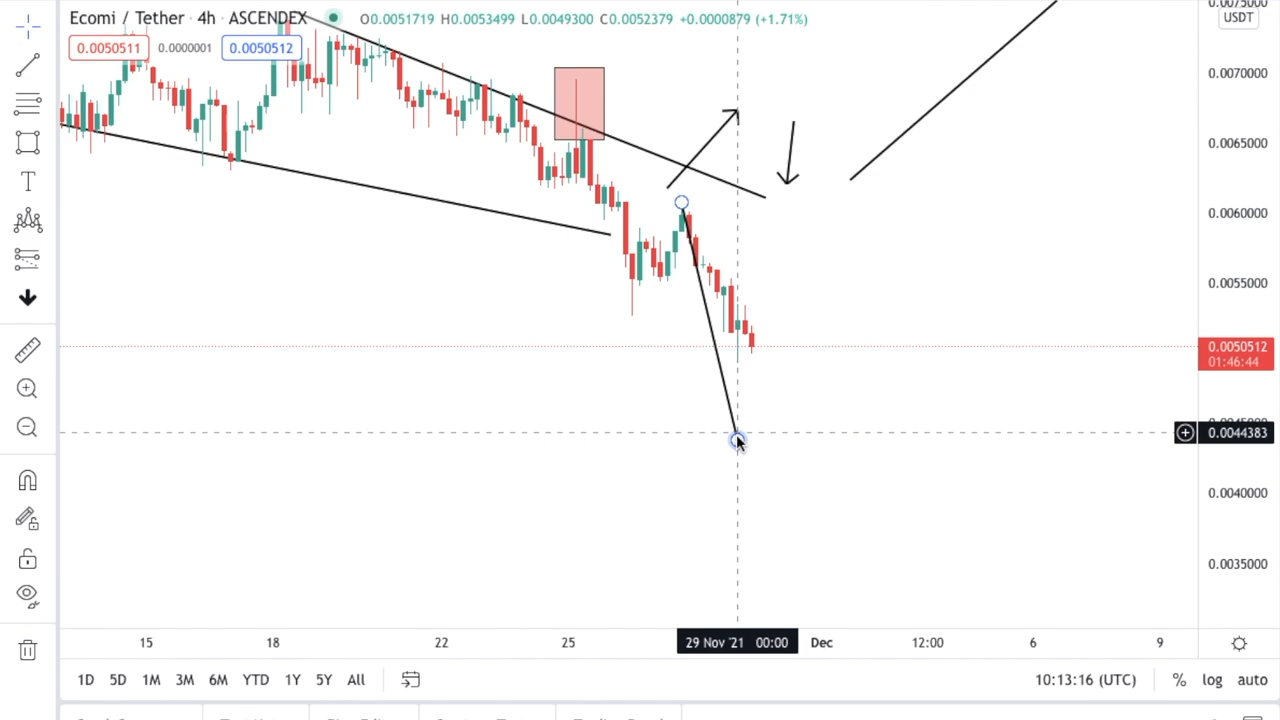 Ecomi / Tether · 4h · ASCENDEX O0.0051719 H0.0053499 L0.0049300 C0.0052379 +0.0000879 (+1.71%)
0.0050511 0.0000001 0.0050512
USDT
0.0070000
0.0065000
0.0060000
0.0055000
0.0050512
01:46:44
0.0044383
0.0040000
0.0035000
15 18 22 25 29 Nov '21 00:00 Dec 12:00 6 9
1D 5D 1M 3M 6M YTD 1Y 5Y All 10:13:16 (UTC) % log auto